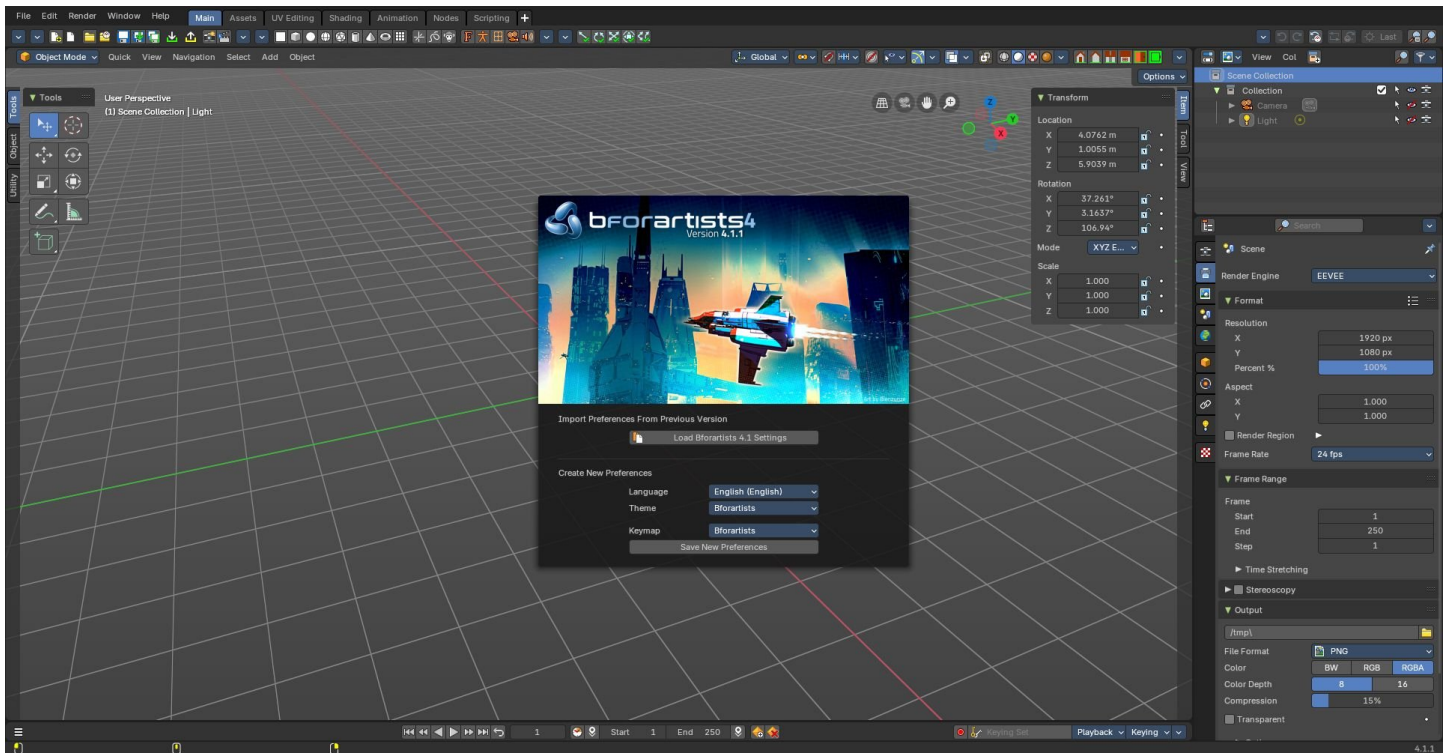 File Edit Render Window Help Main Assets UV Editing Shading Animation Nodes Scripting +
Last
Object Mode Quick View Navigation Select Add Object Global View Col
Options
Scene Collection
Collection
Camera
Light
Tools
Object
Utility
Tools
User Perspective
(1) Scene Collection | Light
Z
Y
X
Item
Tool
View
Transform
Location
X 4.0762 m
Y 1.0055 m
Z 5.9039 m
Rotation
X 37.261°
Y 3.1637°
Z 106.94°
Mode XYZ E...
Scale
X 1.000
Y 1.000
Z 1.000
bforartists4
Version 4.1.1
Import Preferences From Previous Version
Load Bforartists 4.1 Settings
Create New Preferences
Language English (English)
Theme Bforartists
Keymap Bforartists
Save New Preferences
Search
Scene
Render Engine EEVEE
Format
Resolution
X 1920 px
Y 1080 px
Percent % 100%
Aspect
X 1.000
Y 1.000
Render Region
Frame Rate 24 fps
Frame Range
Frame
Start 1
End 250
Step 1
Time Stretching
Stereoscopy
Output
/tmp\
File Format PNG
Color BW RGB RGBA
Color Depth 8 16
Compression 15%
Transparent
1 Start 1 End 250 Keying Set Playback Keying
4.1.1